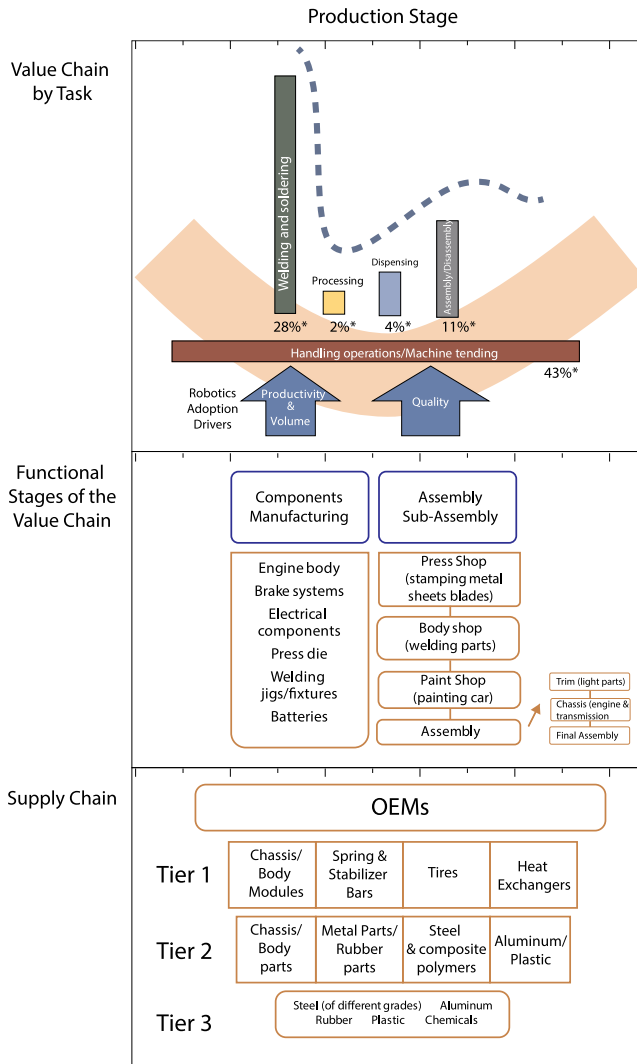 Production Stage
Value Chain
by Task
Welding and soldering
Processing
Dispensing
Assembly/Disassembly
28%*
2%*
4%*
11%*
Handling operations/Machine tending
43%*
Robotics
Adoption
Drivers
Productivity
&
Volume
Quality
Functional
Stages of the
Value Chain
Components
Manufacturing
Assembly
Sub-Assembly
Engine body
Brake systems
Electrical
components
Press die
Welding
jigs/fixtures
Batteries
Press Shop
(stamping metal
sheets blades)
Body shop
(welding parts)
Paint Shop
(painting car)
Assembly
Trim (light parts)
Chassis (engine &
transmission
Final Assembly
Supply Chain
OEMs
Tier 1
Chassis/
Body
Modules
Spring &
Stabilizer
Bars
Tires
Heat
Exchangers
Tier 2
Chassis/
Body
parts
Metal Parts/
Rubber
parts
Steel
& composite
polymers
Aluminum/
Plastic
Tier 3
Steel (of different grades) Aluminum
Rubber Plastic Chemicals